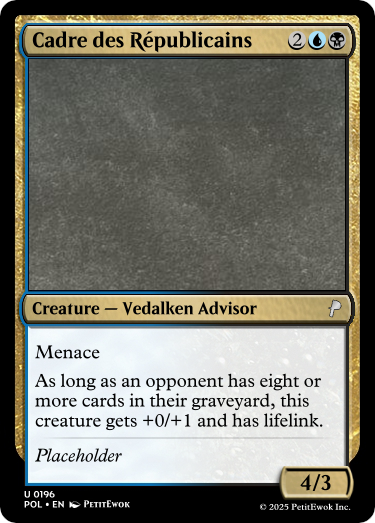 Cadre des Républicains 2
Creature — Vedalken Advisor
Menace
As long as an opponent has eight or
more cards in their graveyard, this
creature gets +0/+1 and has lifelink.
Placeholder
4/3
U 0196
POL • EN PETITEWOK
© 2025 PetitEwok Inc.